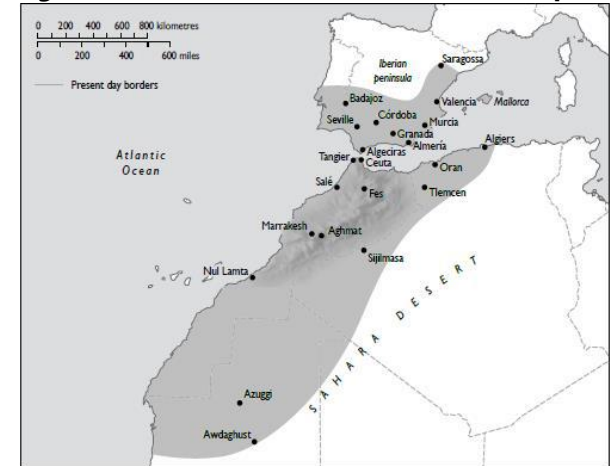 0 200 400 600 800 kilometres
0 200 400 600 miles
Present day borders
Iberian
peninsula
Saragossa
Badajoz
Valencia
Mallorca
Córdoba
Seville
Murcia
Granada
Almería
Algiers
Algeciras
Tangier
Ceuta
Oran
Atlantic
Ocean
Salé
Fes
Tlemcen
Marrakesh
Aghmat
Sijilmasa
Nul Lamta
SAHARA DESERT
Azuggi
Awdaghust